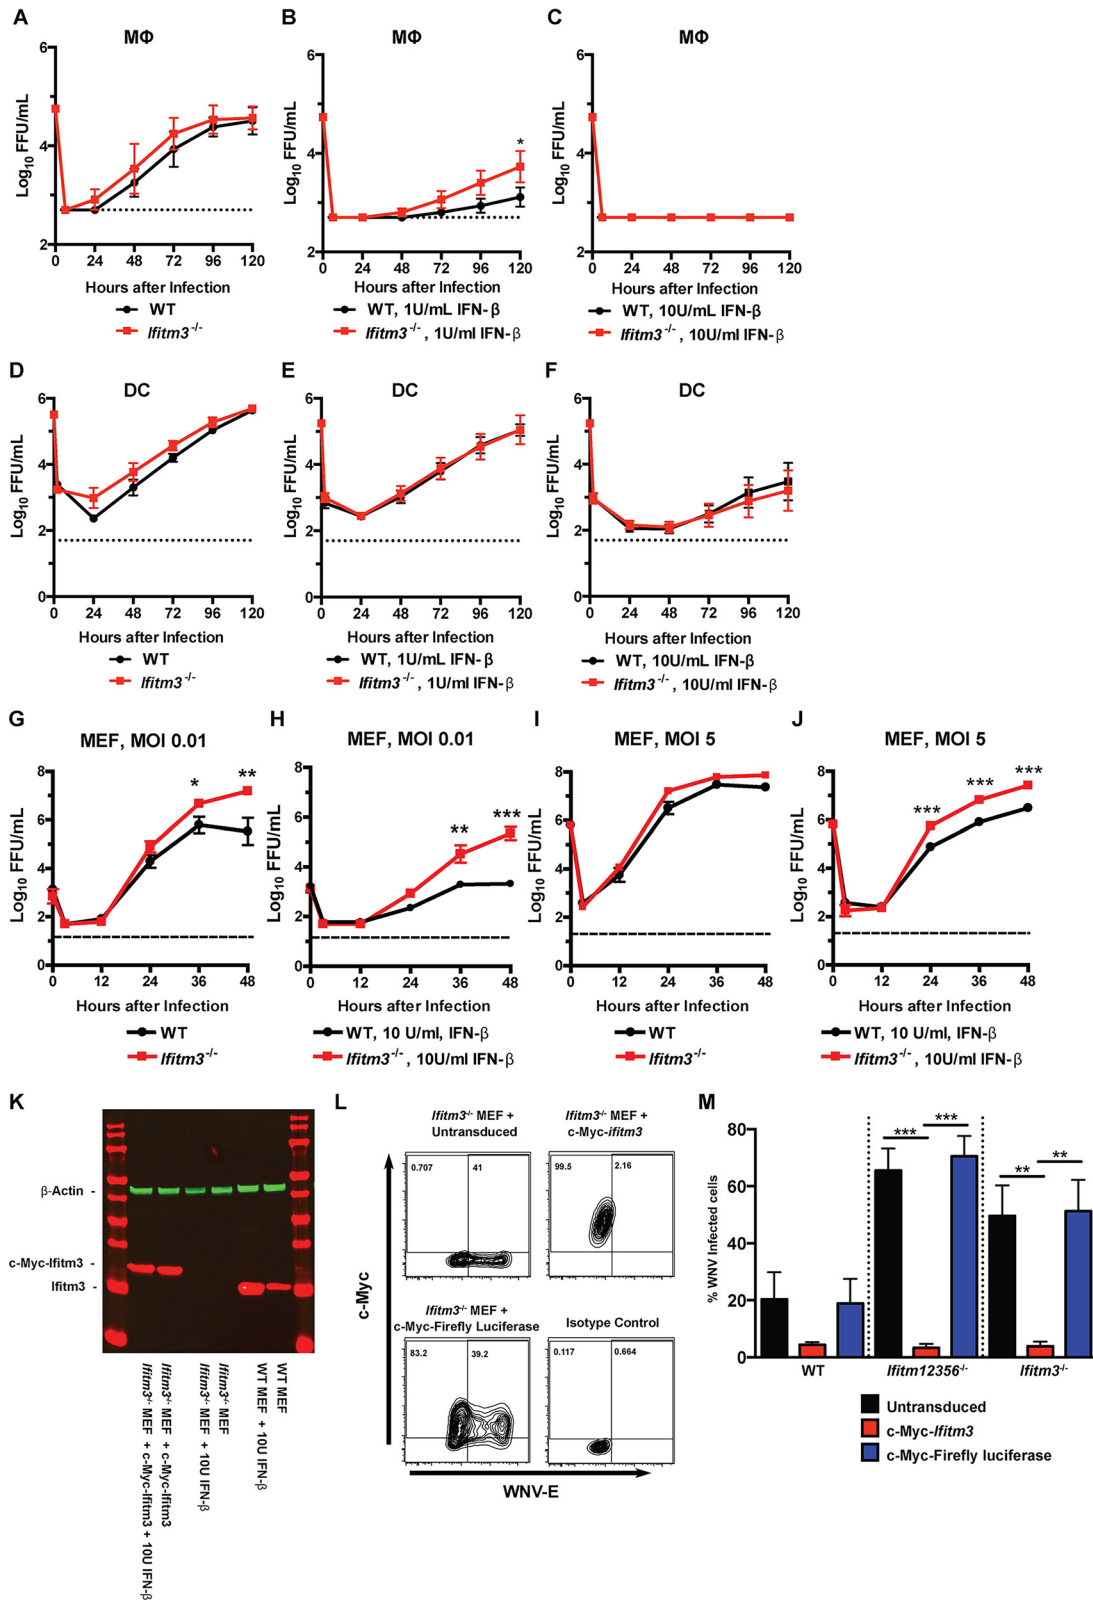 A
MΦ
6
4
2
Log10 FFU/mL
0 24 48 72 96 120
Hours after Infection
WT
Ifitm3-/-
B
MΦ
6
4
2
Log10 FFU/mL
*
0 24 48 72 96 120
Hours after Infection
WT, 1U/mL IFN-β
Ifitm3-/-, 1U/ml IFN-β
C
MΦ
6
4
2
Log10 FFU/mL
0 24 48 72 96 120
Hours after Infection
WT, 10U/mL IFN-β
Ifitm3-/-, 10U/ml IFN-β
D
DC
6
4
2
0
Log10 FFU/mL
0 24 48 72 96 120
Hours after Infection
WT
Ifitm3-/-
E
DC
6
4
2
0
Log10 FFU/mL
0 24 48 72 96 120
Hours after Infection
WT, 1U/mL IFN-β
Ifitm3-/-, 1U/ml IFN-β
F
DC
6
4
2
0
Log10 FFU/mL
0 24 48 72 96 120
Hours after Infection
WT, 10U/mL IFN-β
Ifitm3-/-, 10U/ml IFN-β
G
MEF, MOI 0.01
8
6
4
2
0
Log10 FFU/mL
* **
0 12 24 36 48
Hours after Infection
WT
Ifitm3-/-
H
MEF, MOI 0.01
8
6
4
2
0
Log10 FFU/mL
** ***
0 12 24 36 48
Hours after Infection
WT, 10 U/ml, IFN-β
Ifitm3-/-, 10U/ml IFN-β
I
MEF, MOI 5
8
6
4
2
0
Log10 FFU/mL
0 12 24 36 48
Hours after Infection
WT
Ifitm3-/-
J
MEF, MOI 5
8
6
4
2
0
Log10 FFU/mL
*** *** ***
0 12 24 36 48
Hours after Infection
WT, 10 U/ml, IFN-β
Ifitm3-/-, 10U/ml IFN-β
K
β-Actin -
c-Myc-Ifitm3 -
Ifitm3 -
Ifitm3-/- MEF + c-Myc-Ifitm3 + 10U IFN-β
Ifitm3-/- MEF + c-Myc-Ifitm3
Ifitm3-/- MEF + 10U IFN-β
Ifitm3-/- MEF
WT MEF + 10U IFN-β
WT MEF
L
Ifitm3-/- MEF +
Untransduced
0.707 41
Ifitm3-/- MEF +
c-Myc-ifitm3
99.5 2.16
Ifitm3-/- MEF +
c-Myc-Firefly Luciferase
83.2 39.2
Isotype Control
0.117 0.664
c-Myc
WNV-E
M
80
60
40
20
0
% WNV Infected cells
*** ***
** **
WT Ifitm12356-/- Ifitm3-/-
Untransduced
c-Myc-Ifitm3
c-Myc-Firefly luciferase